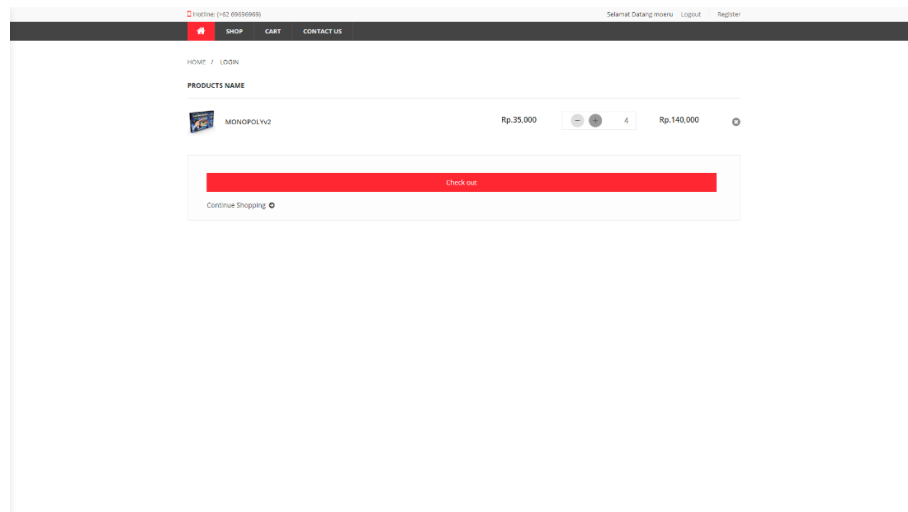 Hotline: (+62 69696969) Selamat Datang moenu Logout Register
SHOP CART CONTACT US
HOME / LOGIN
PRODUCTS NAME
MONOPOLYv2 Rp.35,000 4 Rp.140,000
Check out
Continue Shopping